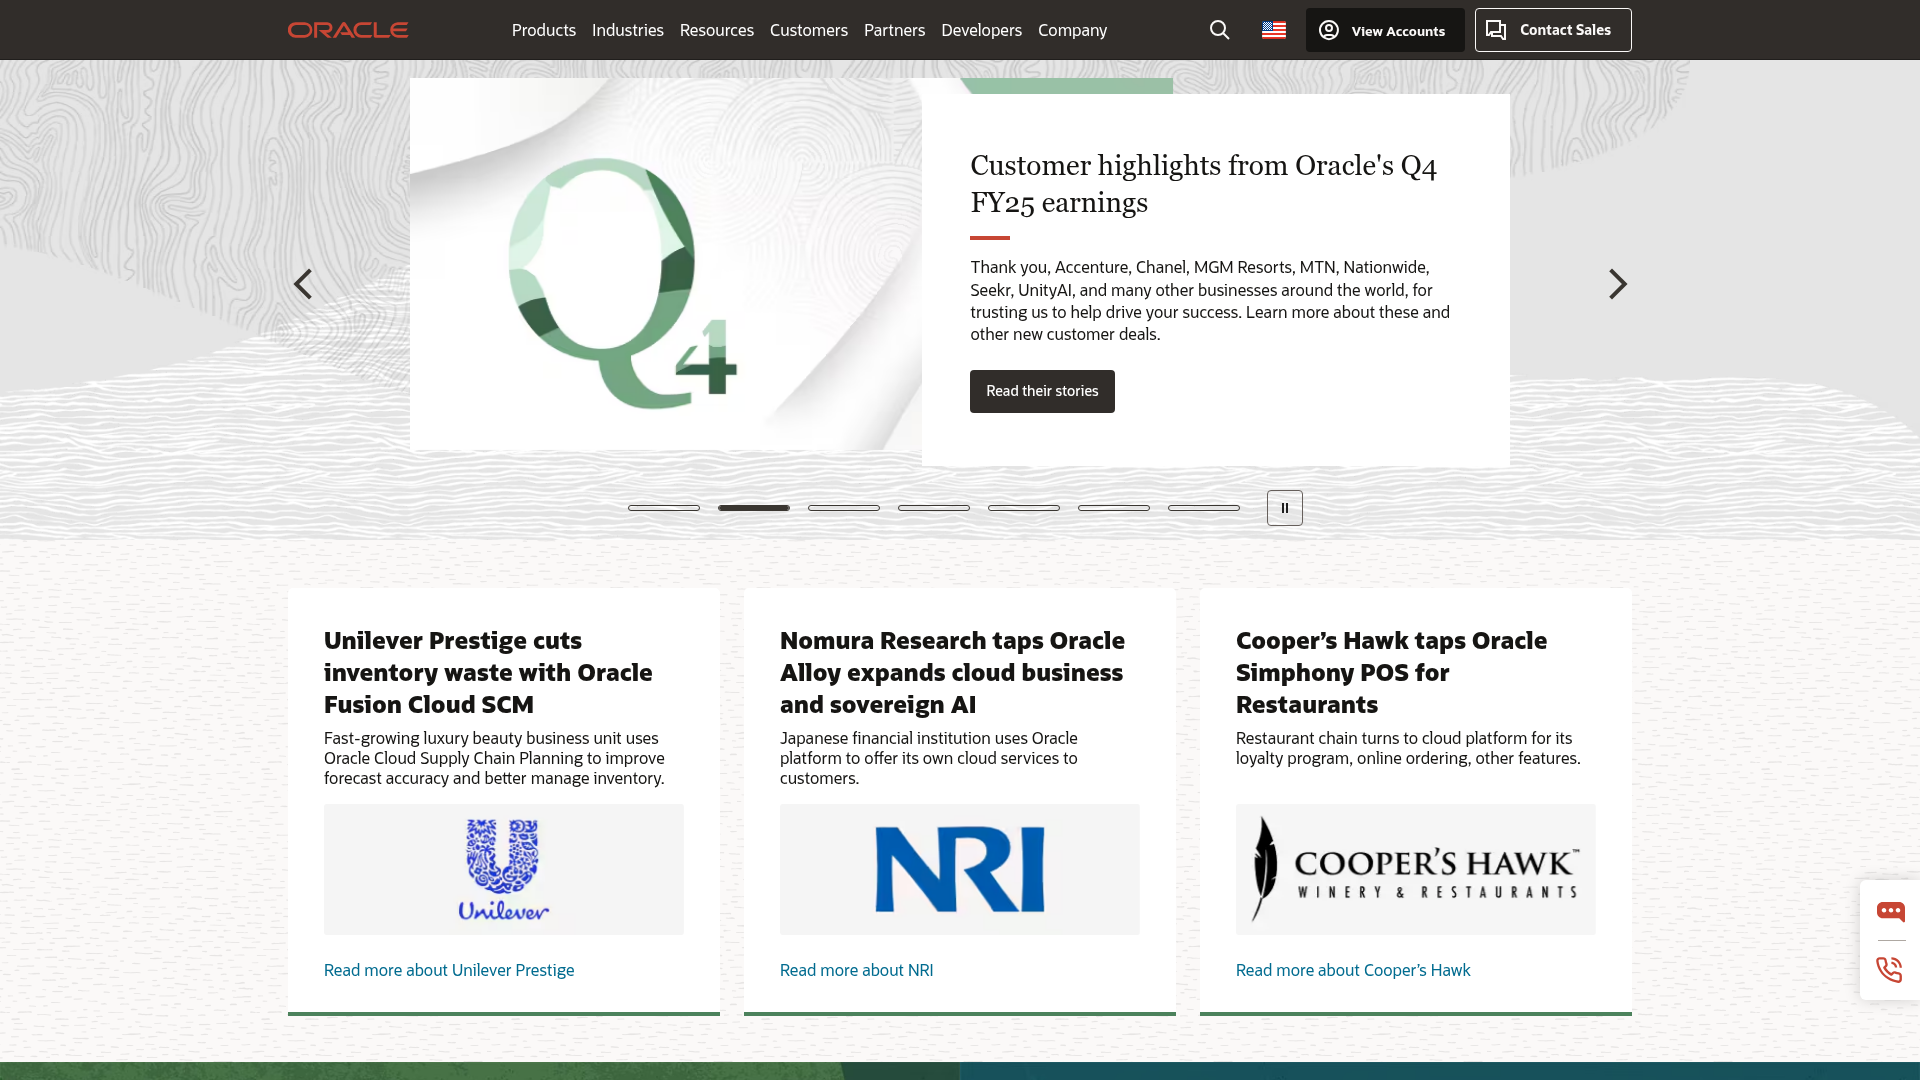 ORACLE
Products Industries Resources Customers Partners Developers Company
View Accounts
Contact Sales
Q4
Customer highlights from Oracle's Q4
FY25 earnings
Thank you, Accenture, Chanel, MGM Resorts, MTN, Nationwide,
Seekr, UnityAI, and many other businesses around the world, for
trusting us to help drive your success. Learn more about these and
other new customer deals.
Read their stories
Unilever Prestige cuts
inventory waste with Oracle
Fusion Cloud SCM
Fast-growing luxury beauty business unit uses
Oracle Cloud Supply Chain Planning to improve
forecast accuracy and better manage inventory.
Unilever
Read more about Unilever Prestige
Nomura Research taps Oracle
Alloy expands cloud business
and sovereign AI
Japanese financial institution uses Oracle
platform to offer its own cloud services to
customers.
NRI
Read more about NRI
Cooper’s Hawk taps Oracle
Simphony POS for
Restaurants
Restaurant chain turns to cloud platform for its
loyalty program, online ordering, other features.
COOPER'S HAWK™
WINERY & RESTAURANTS
Read more about Cooper’s Hawk